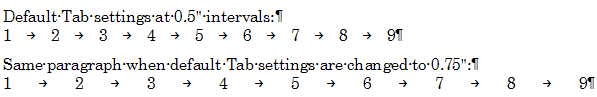 Default·Tab·settings·at·0.5"·intervals:¶
1 → 2 → 3 → 4 → 5 → 6 → 7 → 8 → 9¶
Same·paragraph·when·default·Tab·settings·are·changed·to·0.75":¶
1 → 2 → 3 → 4 → 5 → 6 → 7 → 8 → 9¶